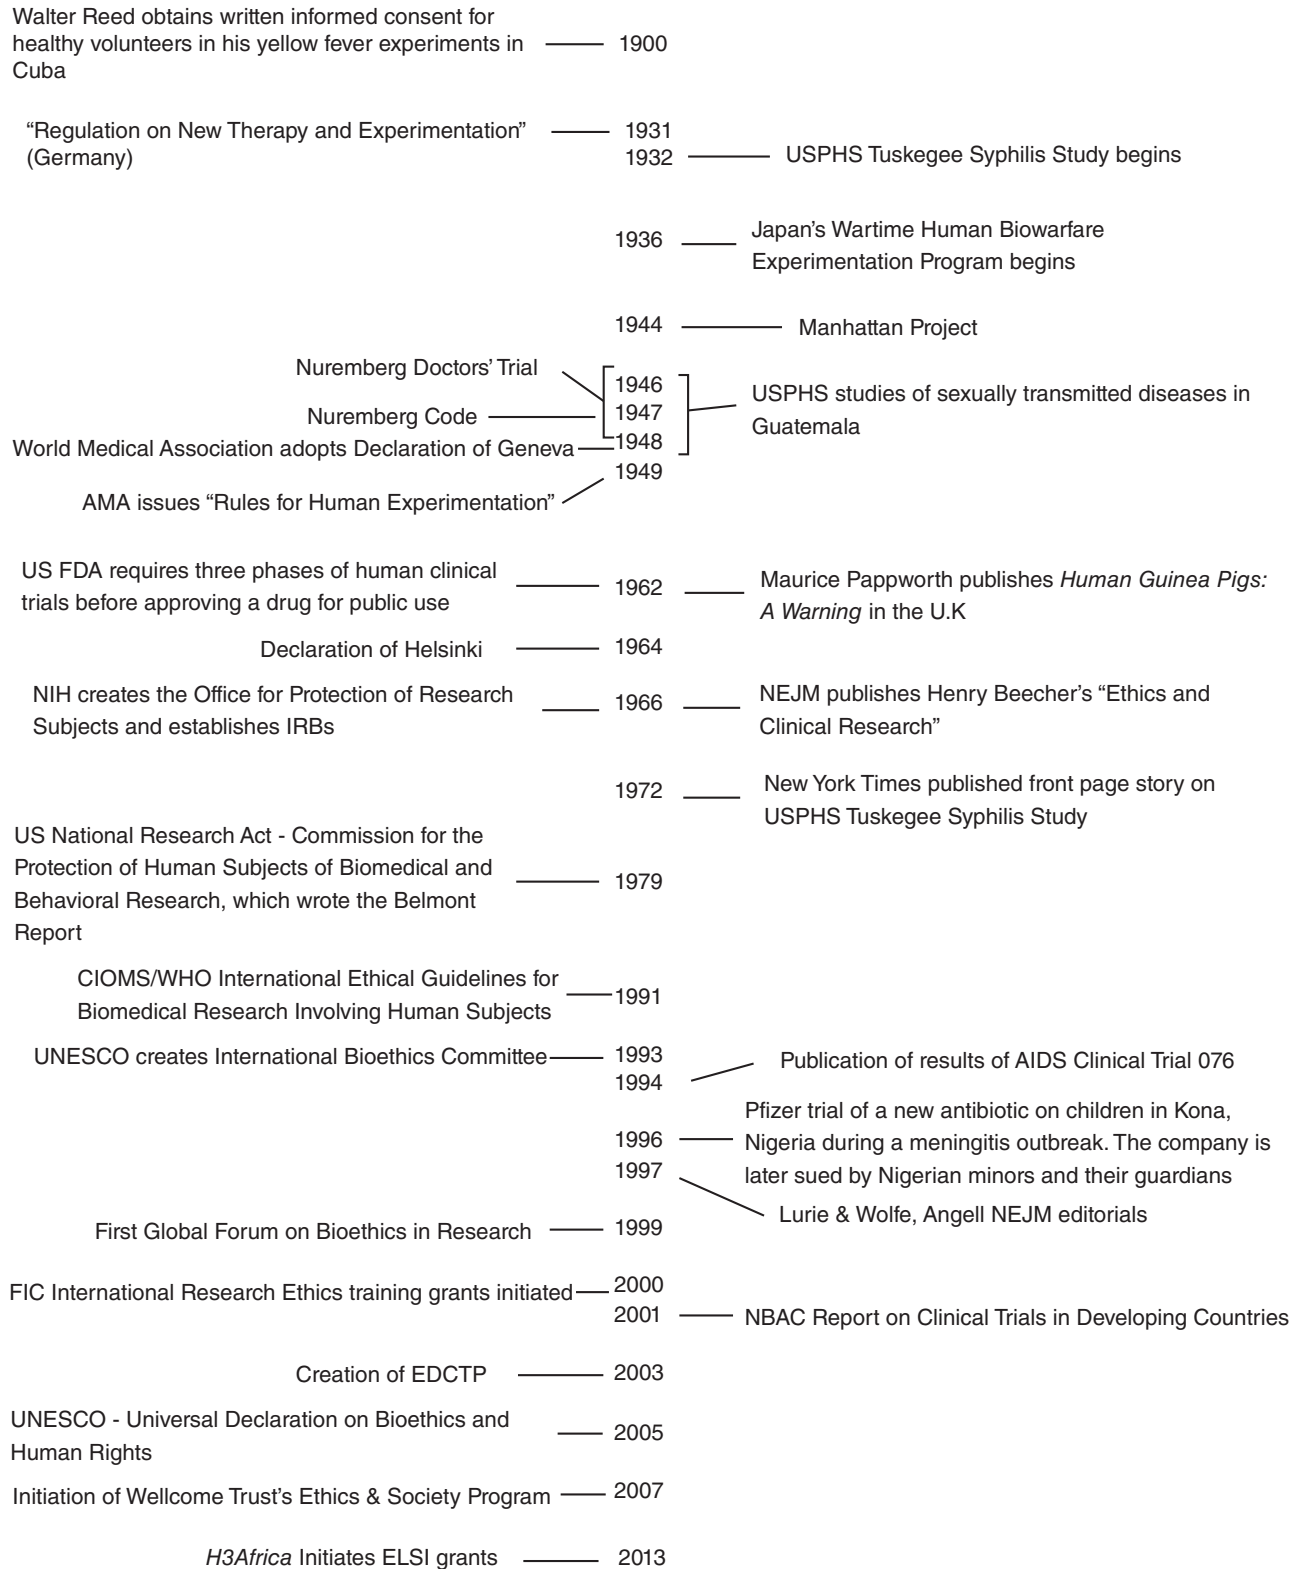 Walter Reed obtains written informed consent for
healthy volunteers in his yellow fever experiments in
Cuba
1900
“Regulation on New Therapy and Experimentation”
(Germany)
1931
1932
USPHS Tuskegee Syphilis Study begins
1936
Japan’s Wartime Human Biowarfare
Experimentation Program begins
1944
Manhattan Project
Nuremberg Doctors’ Trial
1946
Nuremberg Code
1947
World Medical Association adopts Declaration of Geneva
1948
USPHS studies of sexually transmitted diseases in
Guatemala
1949
AMA issues “Rules for Human Experimentation”
US FDA requires three phases of human clinical
trials before approving a drug for public use
1962
Maurice Pappworth publishes Human Guinea Pigs:
A Warning in the U.K
Declaration of Helsinki
1964
NIH creates the Office for Protection of Research
Subjects and establishes IRBs
1966
NEJM publishes Henry Beecher’s “Ethics and
Clinical Research”
1972
New York Times published front page story on
USPHS Tuskegee Syphilis Study
US National Research Act - Commission for the
Protection of Human Subjects of Biomedical and
Behavioral Research, which wrote the Belmont
Report
1979
CIOMS/WHO International Ethical Guidelines for
Biomedical Research Involving Human Subjects
1991
UNESCO creates International Bioethics Committee
1993
1994
Publication of results of AIDS Clinical Trial 076
1996
Pfizer trial of a new antibiotic on children in Kona,
Nigeria during a meningitis outbreak. The company is
later sued by Nigerian minors and their guardians
1997
Lurie & Wolfe, Angell NEJM editorials
First Global Forum on Bioethics in Research
1999
FIC International Research Ethics training grants initiated
2000
2001
NBAC Report on Clinical Trials in Developing Countries
Creation of EDCTP
2003
UNESCO - Universal Declaration on Bioethics and
Human Rights
2005
Initiation of Wellcome Trust’s Ethics & Society Program
2007
H3Africa Initiates ELSI grants
2013